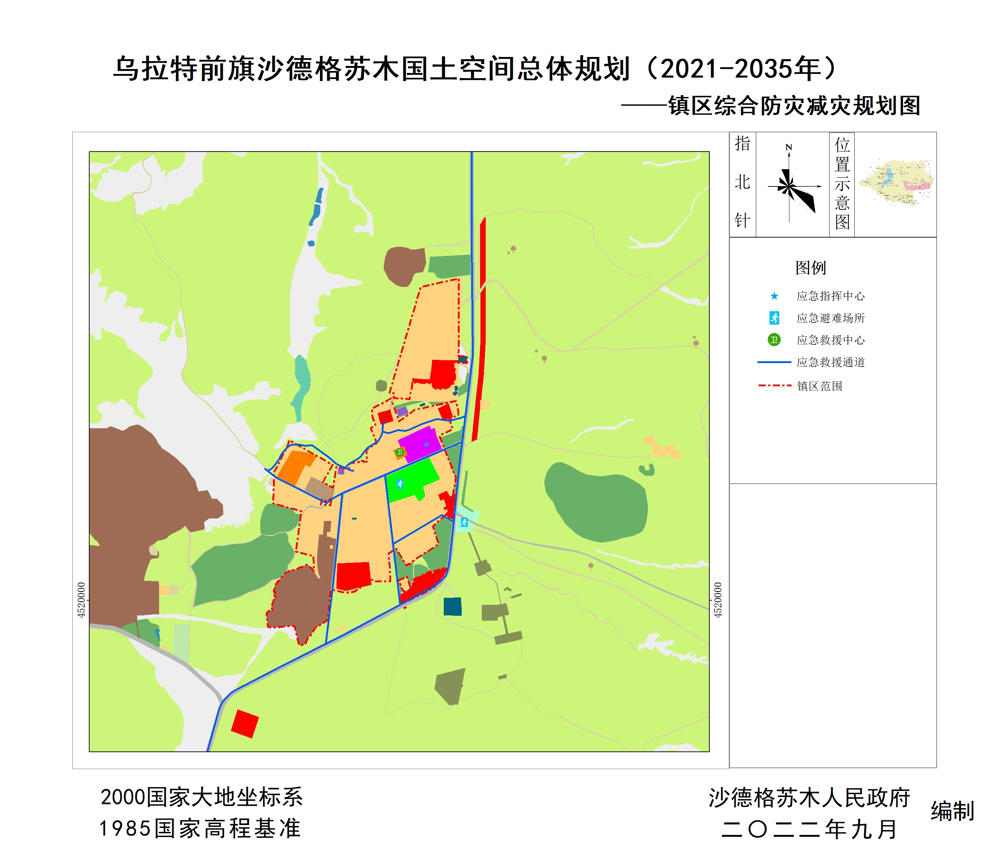 乌拉特前旗沙德格苏木国土空间总体规划（2021-2035年）
——镇区综合防灾减灾规划图
指北针
N
位置示意图
图例
应急指挥中心
应急避难场所
卫 应急救援中心
应急救援通道
镇区范围
卫
4520000
4520000
2000国家大地坐标系
1985国家高程基准
沙德格苏木人民政府
二〇二二年九月
编制